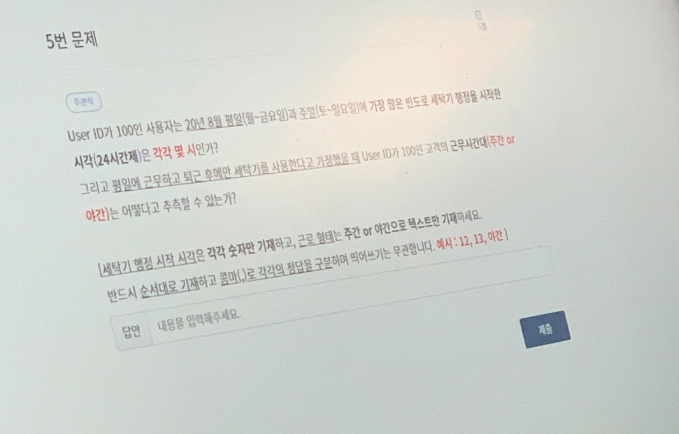 5번 문제
주관식
User ID가 100인 사용자는 20년 8월 평일(월~금요일)과 주말(토~일요일)에 가장 많은 빈도로 세탁기 행정을 시작한
시각(24시간제)은 각각 몇 시인가?
그리고 평일에 근무하고 퇴근 후에만 세탁기를 사용한다고 가정했을 때 User ID가 100인 고객의 근무시간대(주간 or
야간)는 어떻다고 추측할 수 있는가?
[세탁기 행정 시작 시각은 각각 숫자만 기재하고, 근로 형태는 주간 or 야간으로 텍스트만 기재하세요.
반드시 순서대로 기재하고 콤마(,)로 각각의 정답을 구분하며 띄어쓰기는 무관합니다. 예시 : 12, 13, 야간 ]
답안 내용을 입력해주세요.
제출